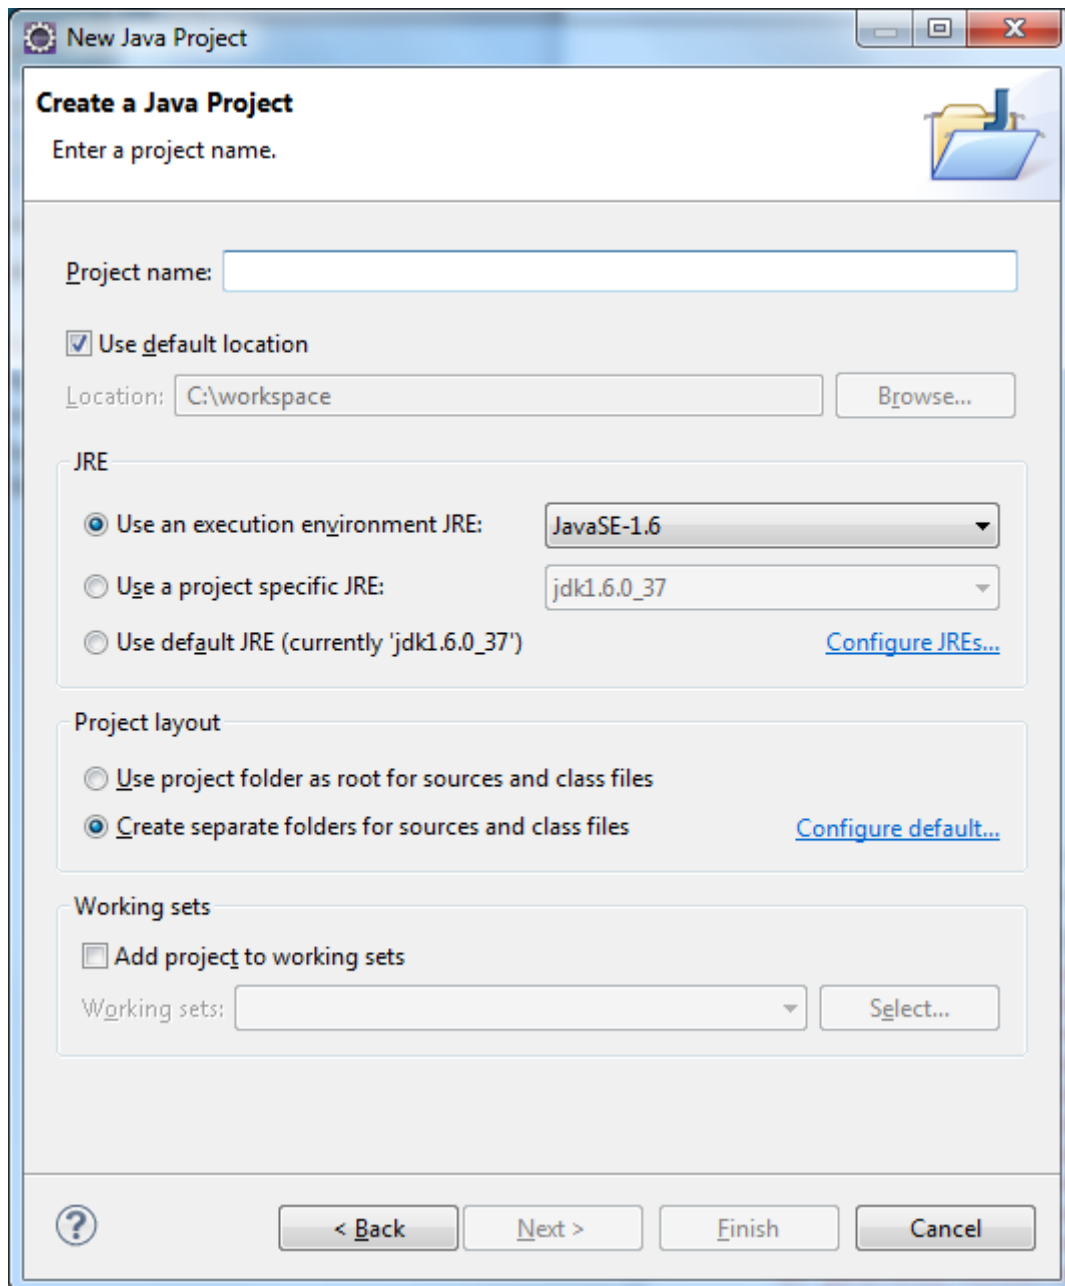 New Java Project
Create a Java Project
Enter a project name.
Project name:
Use default location
Location: C:\workspace Browse...
JRE
Use an execution environment JRE: JavaSE-1.6
Use a project specific JRE: jdk1.6.0_37
Use default JRE (currently 'jdk1.6.0_37') Configure JREs...
Project layout
Use project folder as root for sources and class files
Create separate folders for sources and class files Configure default...
Working sets
Add project to working sets
Working sets: Select...
? < Back Next > Finish Cancel